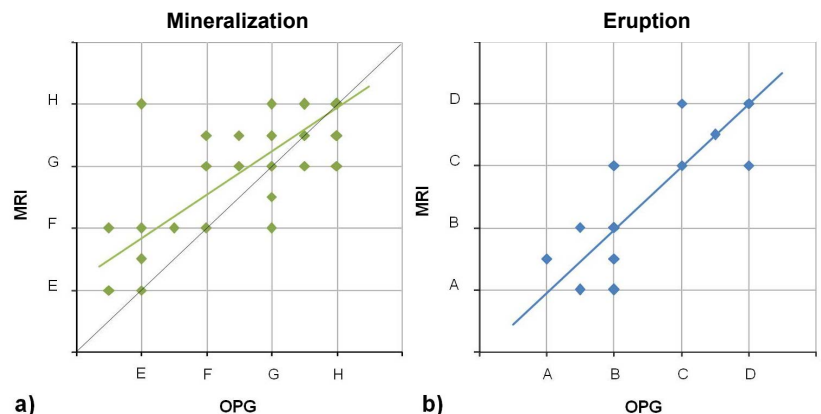 Mineralization
H
G
F
E
MRI
E F G H
OPG
a)
Eruption
D
C
B
A
MRI
A B C D
OPG
b)